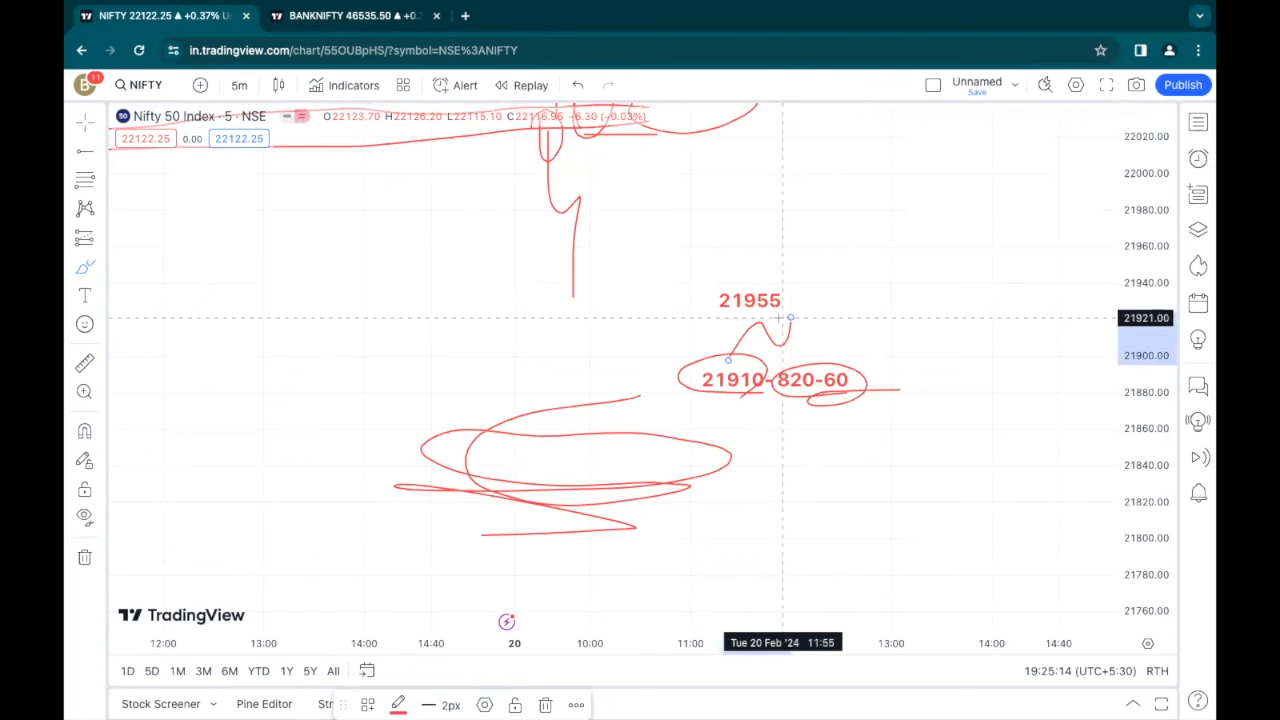 NIFTY 22122.25 ▲ +0.37%
BANKNIFTY 46535.50 ▲ +0.
in.tradingview.com/chart/55OUBpHS/?symbol=NSE%3ANIFTY
B 11 NIFTY 5m Indicators Alert Replay Unnamed Save Publish
50 Nifty 50 Index · 5 · NSE O22123.70 H22126.20 L22115.10 C22116.95 −6.30 (−0.03%)
22122.25 0.00 22122.25
22020.00
22000.00
21980.00
21960.00
21940.00
21955
21921.00
21900.00
21910-820-60
21880.00
21860.00
21840.00
21820.00
21800.00
21780.00
21760.00
TradingView
12:00 13:00 14:00 14:40 20 10:00 11:00 Tue 20 Feb '24 11:55 13:00 14:00 14:40
1D 5D 1M 3M 6M YTD 1Y 5Y All 19:25:14 (UTC+5:30) RTH
Stock Screener Pine Editor Str 2px